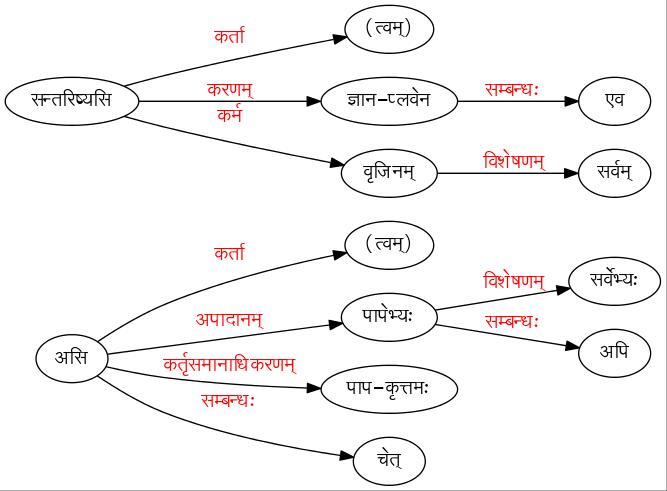 (त्वम्)
कर्ता
सन्तरिष्यसि
करणम्
ज्ञान-प्लवेन
सम्बन्धः
एव
कर्म
वृजिनम्
विशेषणम्
सर्वम्
(त्वम्)
कर्ता
असि
अपादानम्
पापेभ्यः
विशेषणम्
सर्वेभ्यः
सम्बन्धः
अपि
कर्तृसमानाधिकरणम्
पाप-कृत्तमः
सम्बन्धः
चेत्